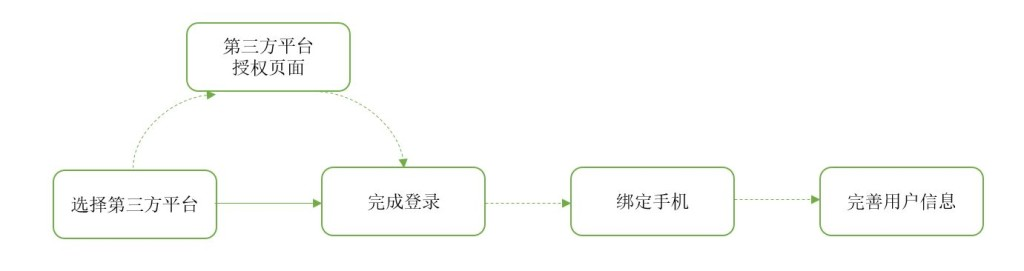 第三方平台
授权页面
选择第三方平台
完成登录
绑定手机
完善用户信息